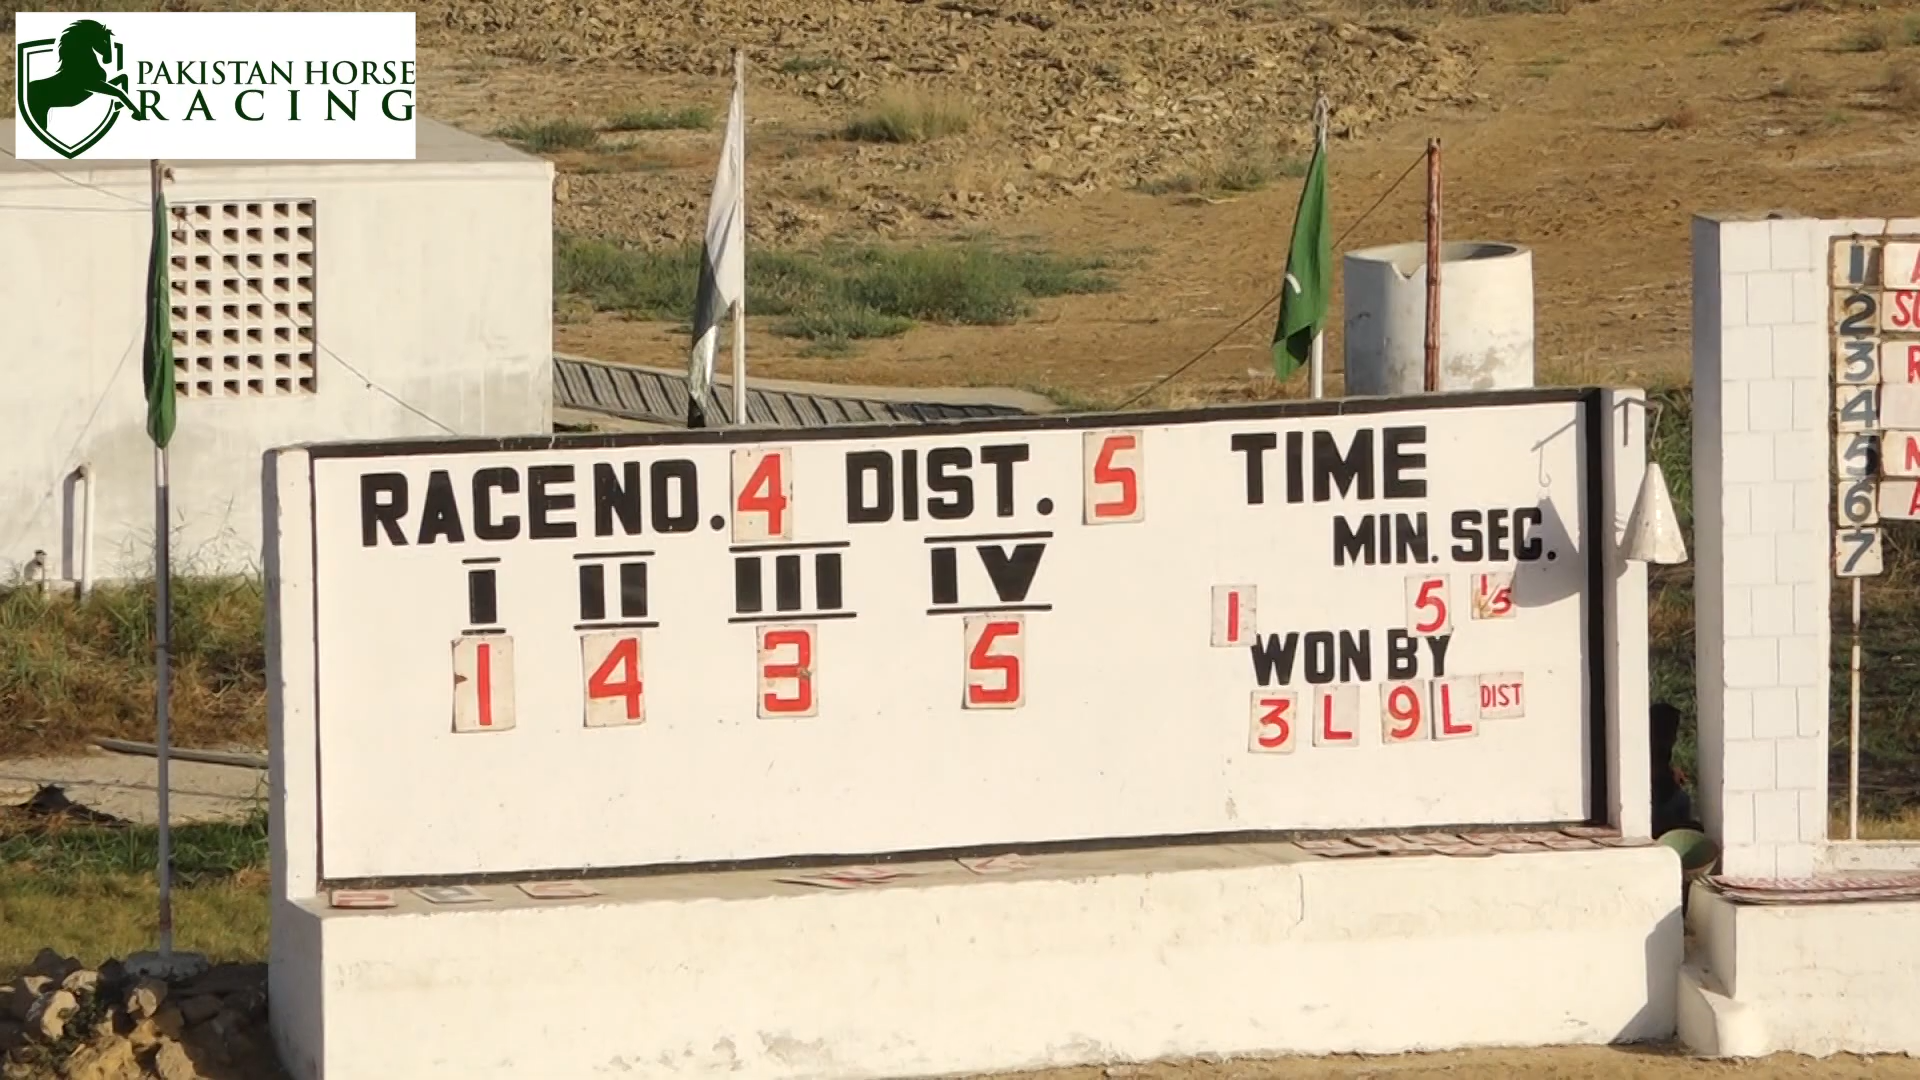 PAKISTAN HORSE
RACING
RACE NO. 4 DIST. 5 TIME
MIN. SEC.
I II III IV
1 5 1/5
1 4 3 5
WON BY
3 L 9 L DIST
1
2
3
4
5
6
7